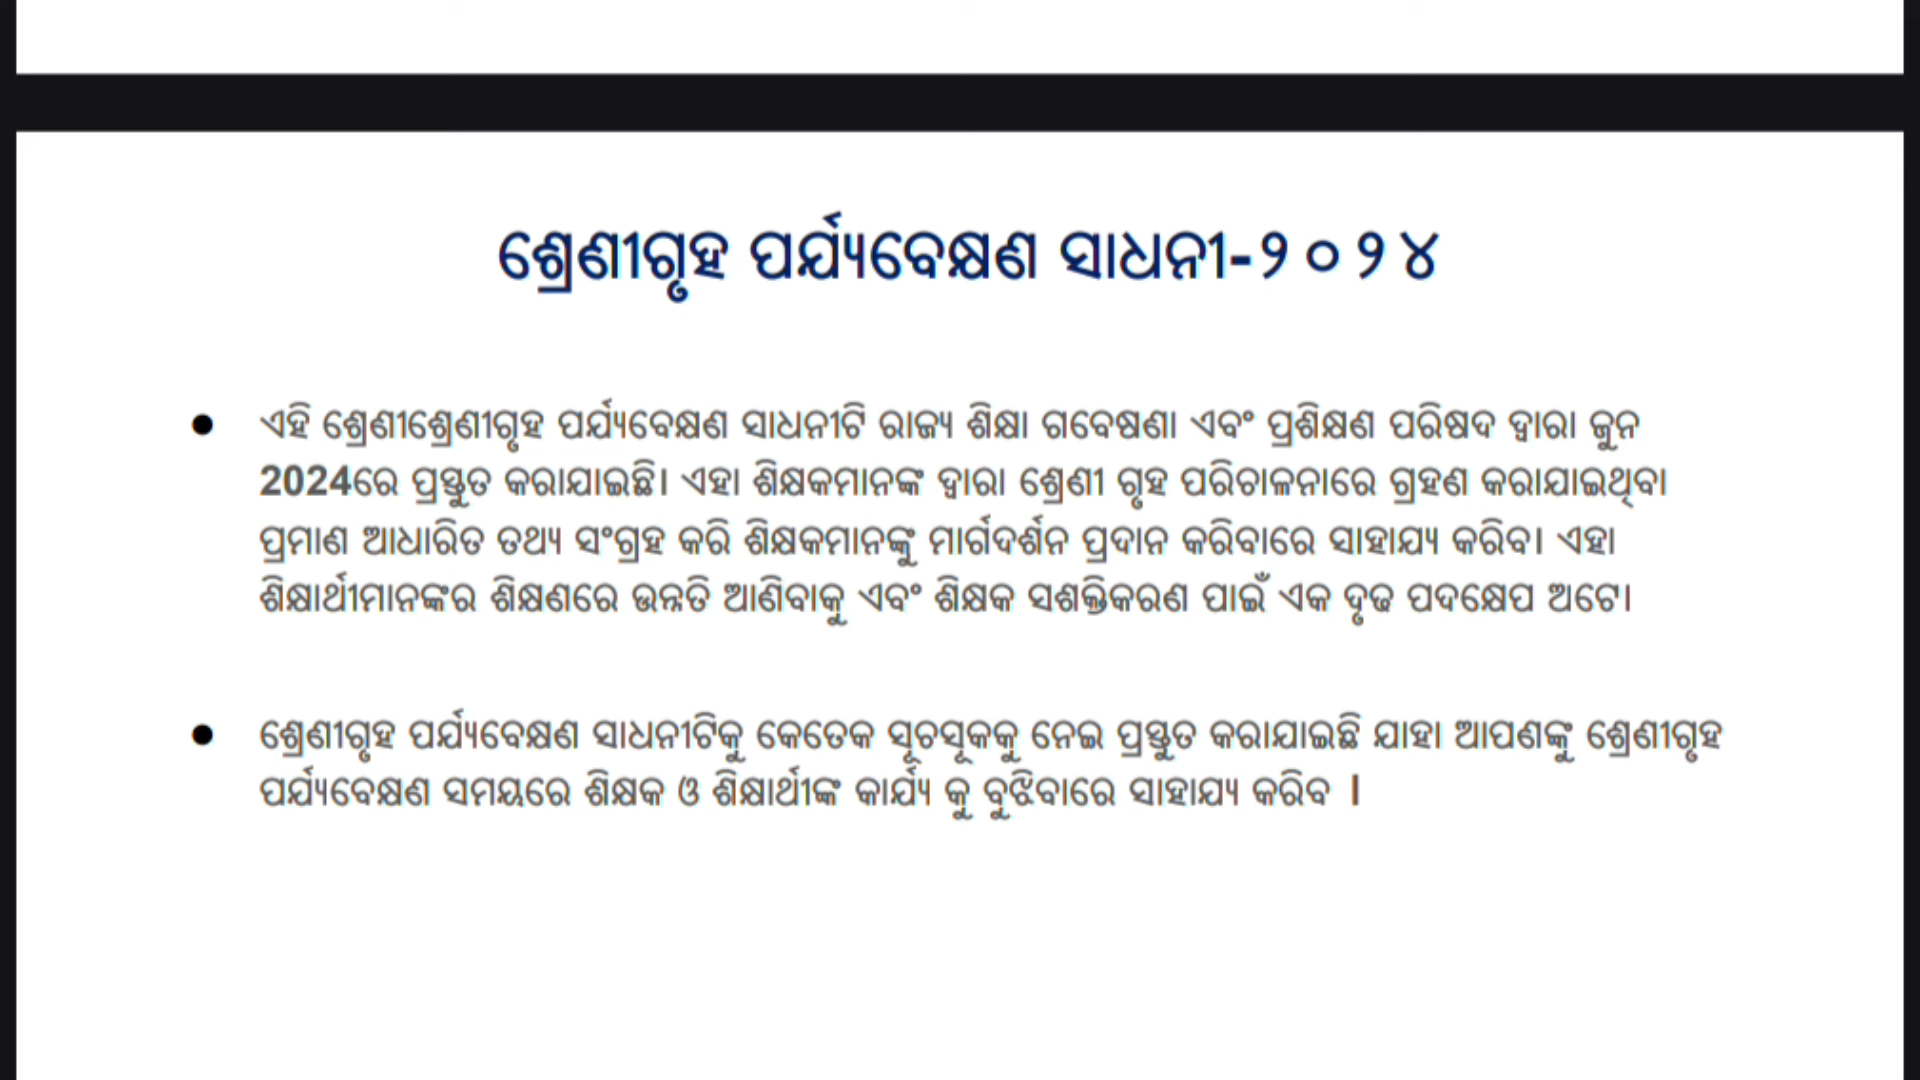 ଶ୍ରେଣୀଗୃହ ପର୍ଯ୍ୟବେକ୍ଷଣ ସାଧନୀ-୨୦୨୪
● ଏହି ଶ୍ରେଣୀଶ୍ରେଣୀଗୃହ ପର୍ଯ୍ୟବେକ୍ଷଣ ସାଧନୀଟି ରାଜ୍ୟ ଶିକ୍ଷା ଗବେଷଣା ଏବଂ ପ୍ରଶିକ୍ଷଣ ପରିଷଦ ଦ୍ୱାରା ଜୁନ
2024ରେ ପ୍ରସ୍ତୁତ କରାଯାଇଛି। ଏହା ଶିକ୍ଷକମାନଙ୍କ ଦ୍ୱାରା ଶ୍ରେଣୀ ଗୃହ ପରିଚାଳନାରେ ଗ୍ରହଣ କରାଯାଇଥିବା
ପ୍ରମାଣ ଆଧାରିତ ତଥ୍ୟ ସଂଗ୍ରହ କରି ଶିକ୍ଷକମାନଙ୍କୁ ମାର୍ଗଦର୍ଶନ ପ୍ରଦାନ କରିବାରେ ସାହାଯ୍ୟ କରିବ। ଏହା
ଶିକ୍ଷାର୍ଥୀମାନଙ୍କର ଶିକ୍ଷଣରେ ଉନ୍ନତି ଆଣିବାକୁ ଏବଂ ଶିକ୍ଷକ ସଶକ୍ତିକରଣ ପାଇଁ ଏକ ଦୃଢ ପଦକ୍ଷେପ ଅଟେ।
● ଶ୍ରେଣୀଗୃହ ପର୍ଯ୍ୟବେକ୍ଷଣ ସାଧନୀଟିକୁ କେତେକ ସୂଚସୂକକୁ ନେଇ ପ୍ରସ୍ତୁତ କରାଯାଇଛି ଯାହା ଆପଣଙ୍କୁ ଶ୍ରେଣୀଗୃହ
ପର୍ଯ୍ୟବେକ୍ଷଣ ସମୟରେ ଶିକ୍ଷକ ଓ ଶିକ୍ଷାର୍ଥୀଙ୍କ କାର୍ଯ୍ୟ କୁ ବୁଝିବାରେ ସାହାଯ୍ୟ କରିବ ।